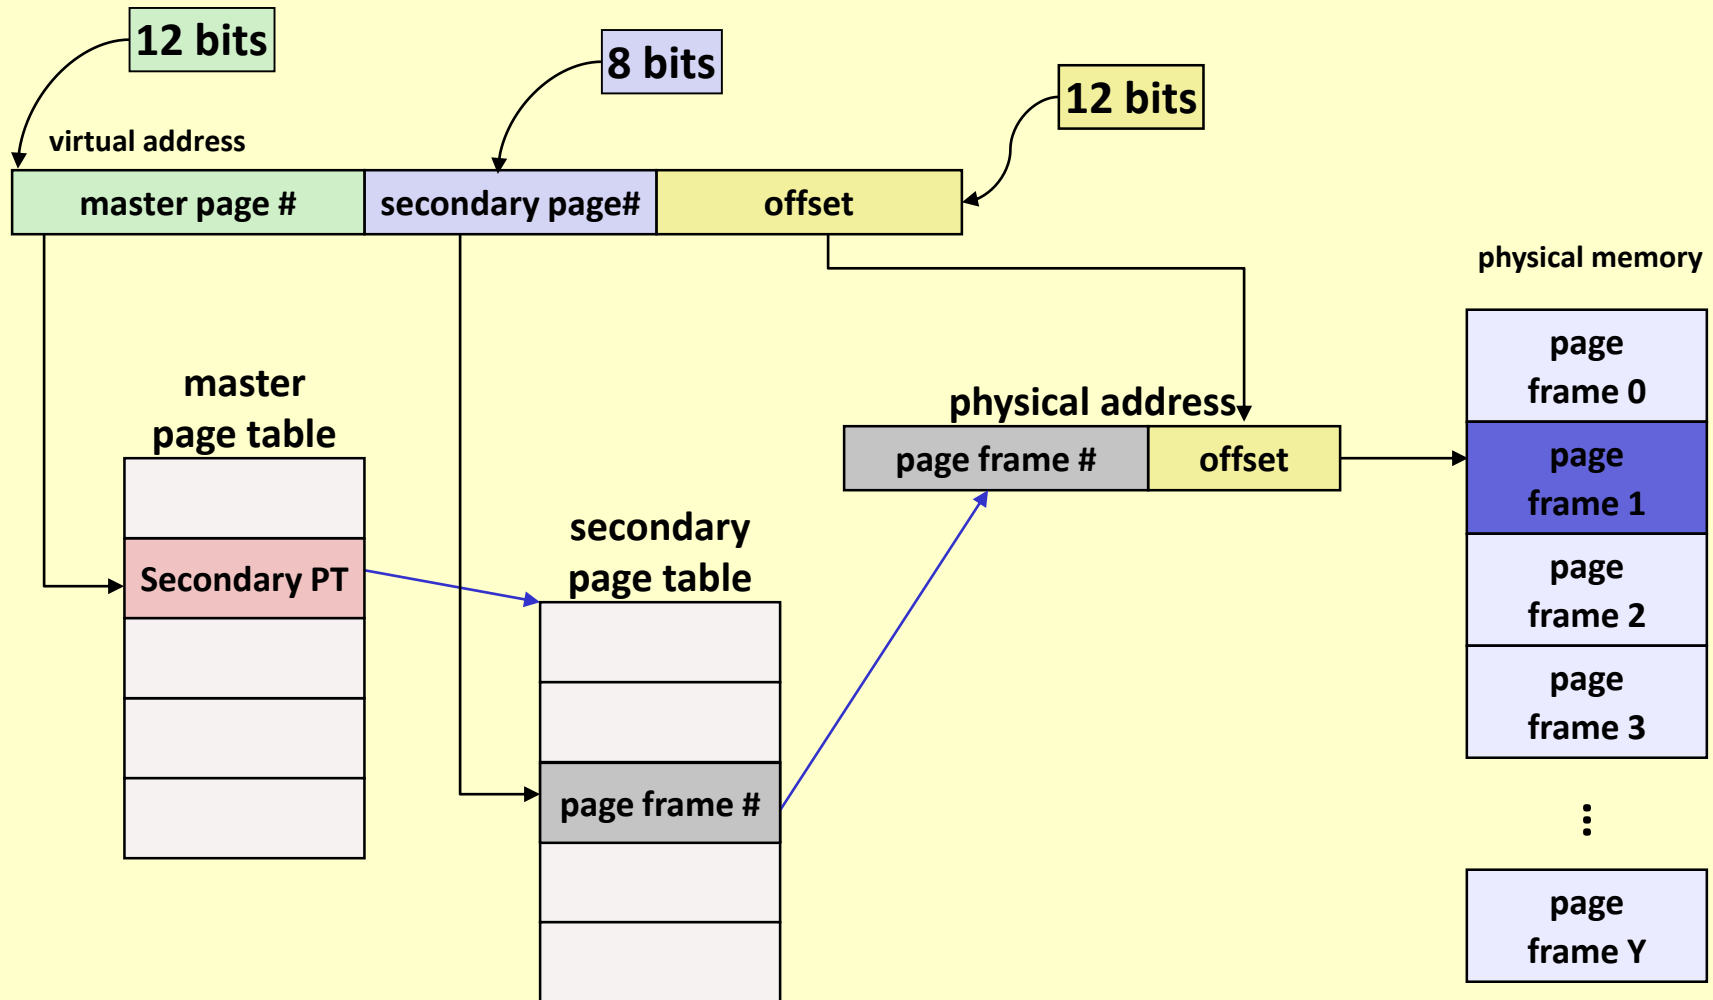 12 bits
8 bits
12 bits
virtual address
master page #
secondary page#
offset
physical memory
master
page table
Secondary PT
secondary
page table
page frame #
physical address
page frame #
offset
page
frame 0
page
frame 1
page
frame 2
page
frame 3
⋮
page
frame Y